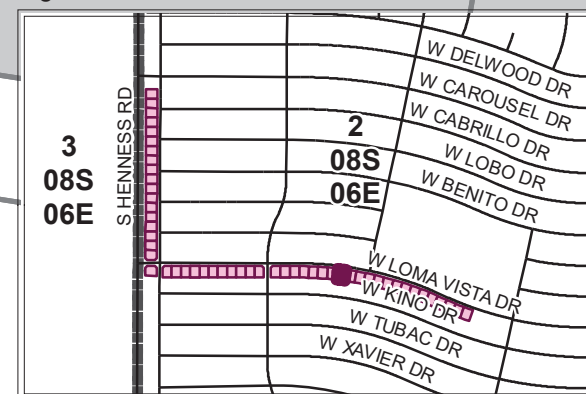 W DELWOOD DR
W CAROUSEL DR
W CABRILLO DR
W LOBO DR
W BENITO DR
3
08S
06E
S HENNESS RD
2
08S
06E
W LOMA VISTA DR
W KINO DR
W TUBAC DR
W XAVIER DR